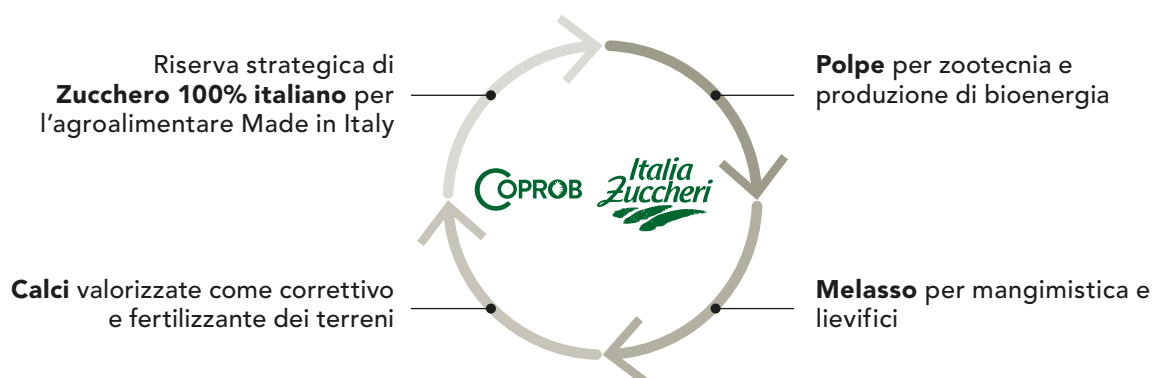 Riserva strategica di
Zucchero 100% italiano per
l'agroalimentare Made in Italy
Polpe per zootecnia e
produzione di bioenergia
COPROB
Italia
Zuccheri
Calci valorizzate come correttivo
e fertilizzante dei terreni
Melasso per mangimistica e
lievifici